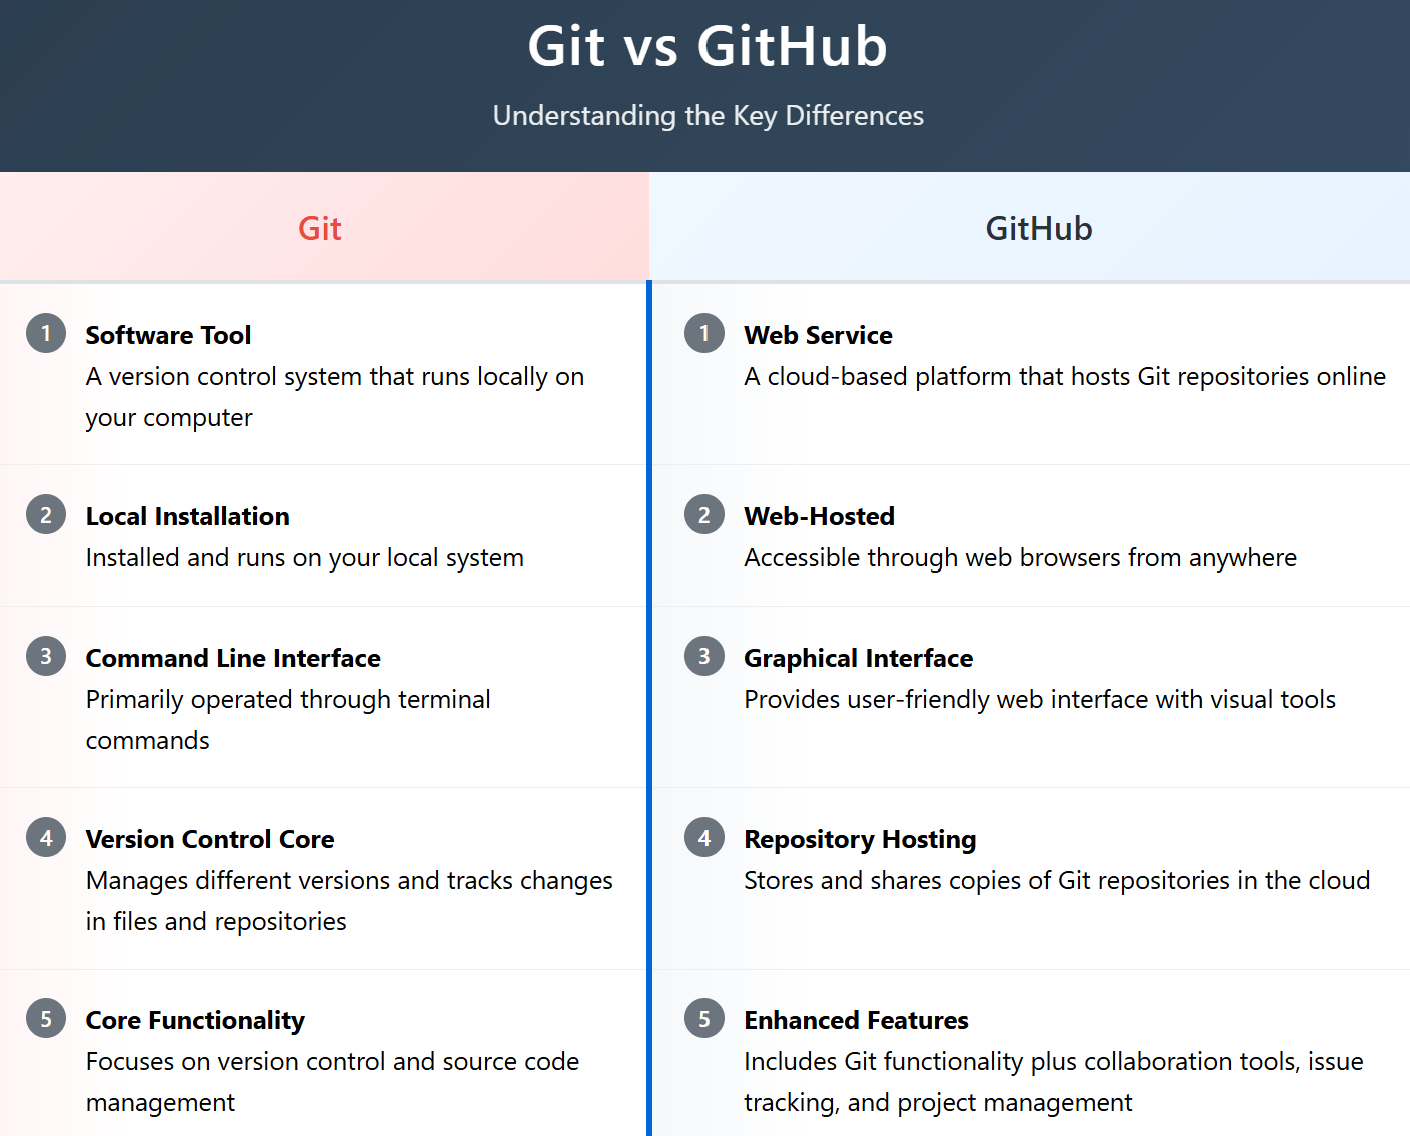 Git vs GitHub
Understanding the Key Differences
Git
GitHub
1
Software Tool
A version control system that runs locally on
your computer
1
Web Service
A cloud-based platform that hosts Git repositories online
2
Local Installation
Installed and runs on your local system
2
Web-Hosted
Accessible through web browsers from anywhere
3
Command Line Interface
Primarily operated through terminal
commands
3
Graphical Interface
Provides user-friendly web interface with visual tools
4
Version Control Core
Manages different versions and tracks changes
in files and repositories
4
Repository Hosting
Stores and shares copies of Git repositories in the cloud
5
Core Functionality
Focuses on version control and source code
management
5
Enhanced Features
Includes Git functionality plus collaboration tools, issue
tracking, and project management